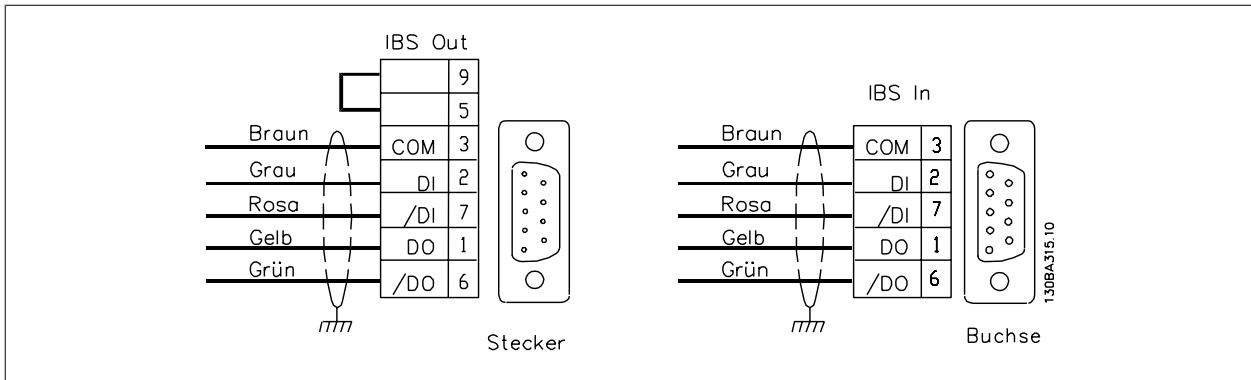 IBS Out
9
5
Braun COM 3
Grau DI 2
Rosa /DI 7
Gelb DO 1
Grün /DO 6
Stecker
IBS In
Braun COM 3
Grau DI 2
Rosa /DI 7
Gelb DO 1
Grün /DO 6
Buchse
130BA315.10